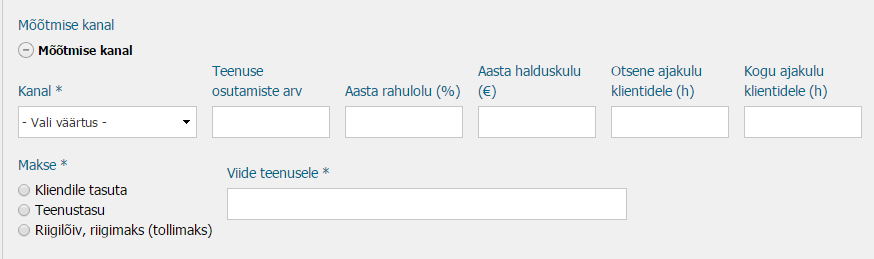 Mõõtmise kanal
Mõõtmise kanal
Kanal *
Teenuse
osutamiste arv
Aasta rahulolu (%)
Aasta halduskulu
(€)
Otsene ajakulu
klientidele (h)
Kogu ajakulu
klientidele (h)
- Vali väärtus -
Makse *
Kliendile tasuta
Teenustasu
Riigilõiv, riigimaks (tollimaks)
Viide teenusele *